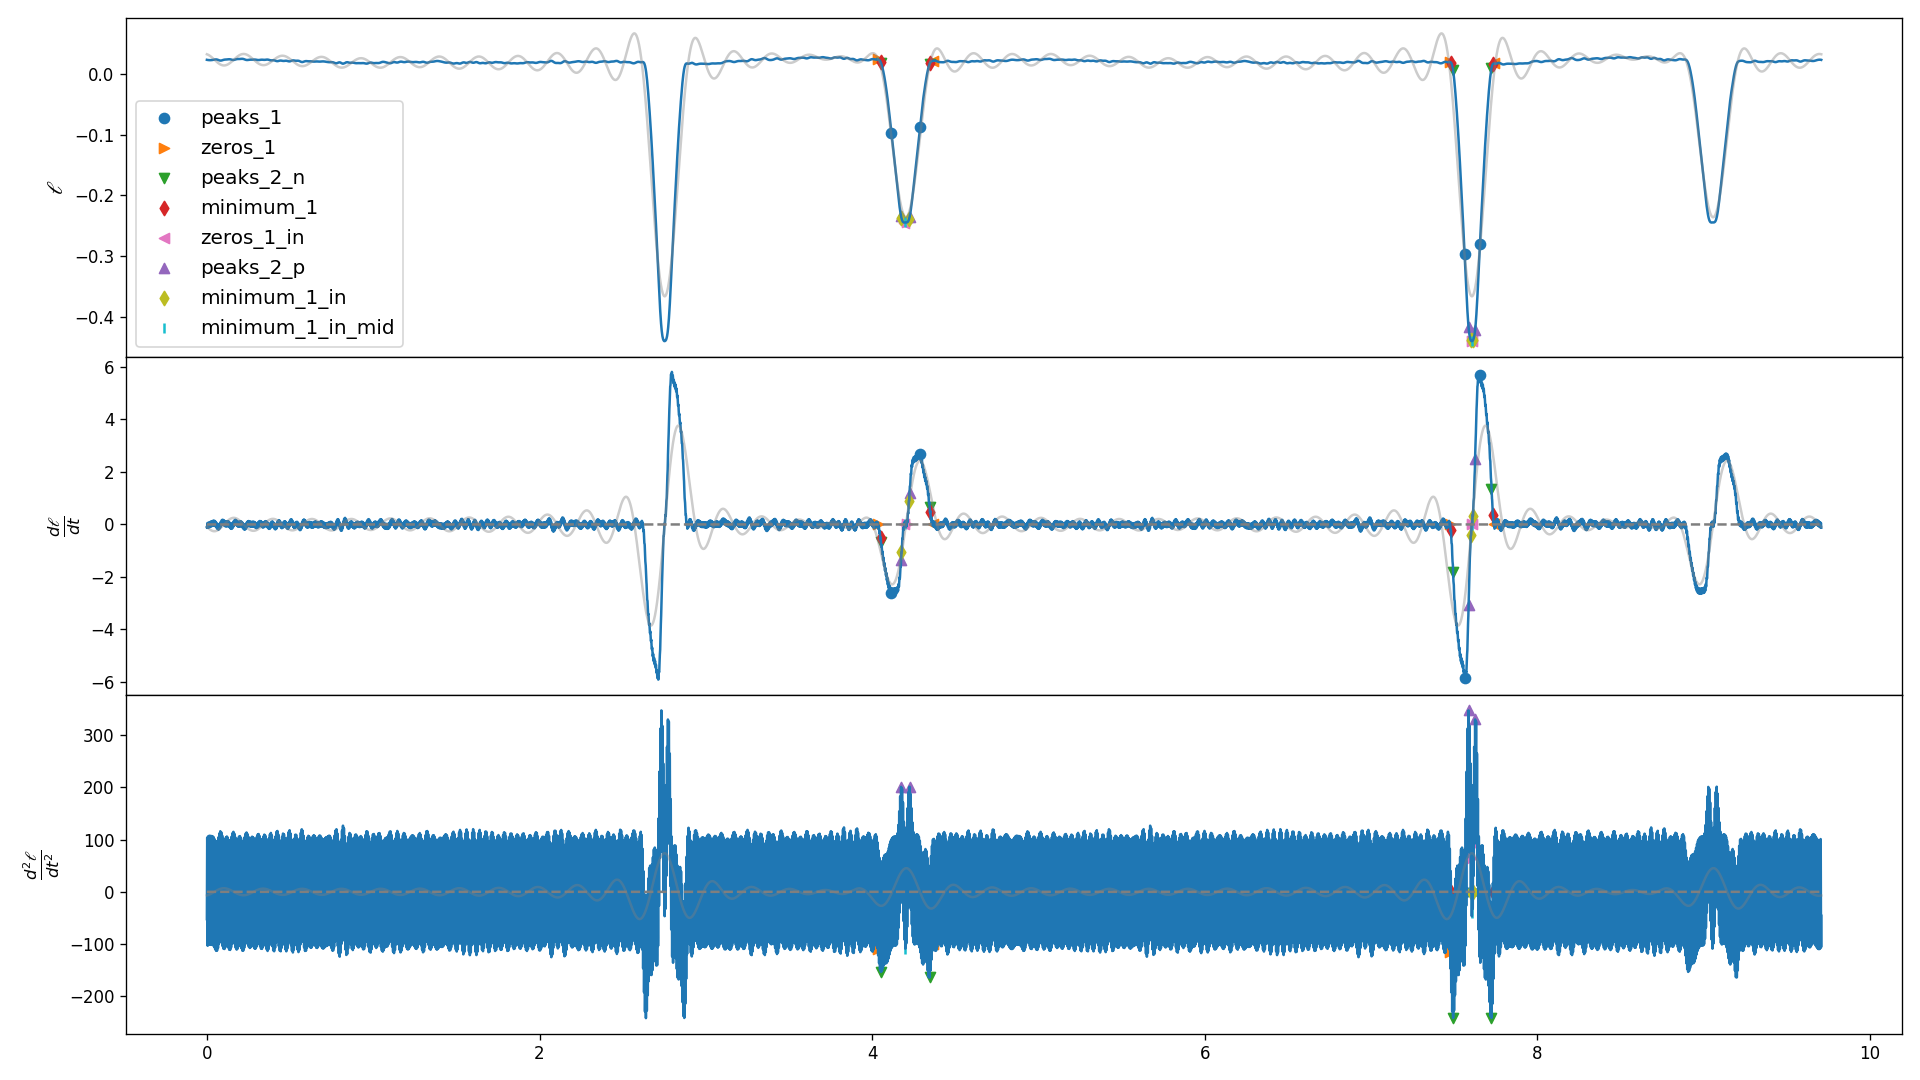 0.0
−0.1
−0.2
−0.3
−0.4
ℓ
peaks_1
zeros_1
peaks_2_n
minimum_1
zeros_1_in
peaks_2_p
minimum_1_in
minimum_1_in_mid
6
4
2
0
−2
−4
−6
dℓ
dt
300
200
100
0
−100
−200
d²ℓ
dt²
0 2 4 6 8 10